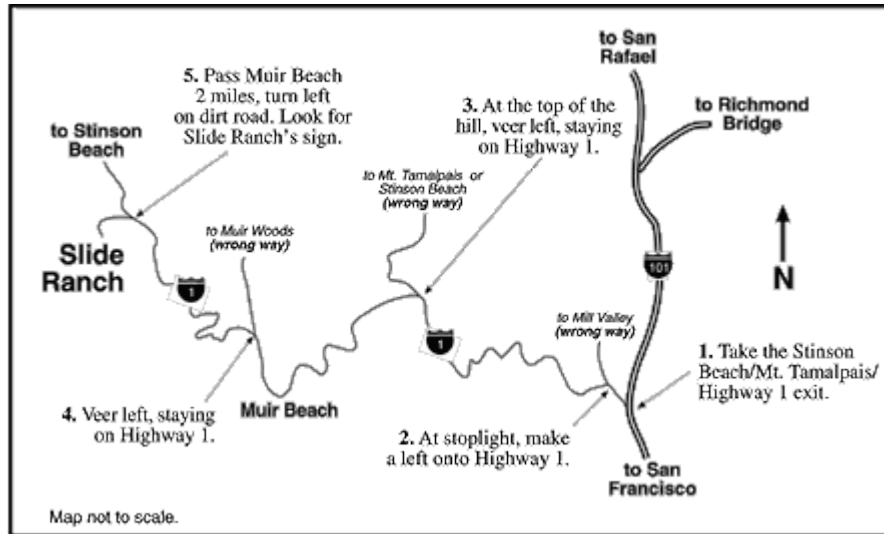 to San
Rafael
to Richmond
Bridge
5. Pass Muir Beach
2 miles, turn left
on dirt road. Look for
Slide Ranch's sign.
3. At the top of the
hill, veer left, staying
on Highway 1.
to Stinson
Beach
to Mt. Tamalpais or
Stinson Beach
(wrong way)
to Muir Woods
(wrong way)
Slide
Ranch
1
101
N
to Mill Valley
(wrong way)
1
1. Take the Stinson
Beach/Mt. Tamalpais/
Highway 1 exit.
Muir Beach
4. Veer left, staying
on Highway 1.
2. At stoplight, make
a left onto Highway 1.
to San
Francisco
Map not to scale.